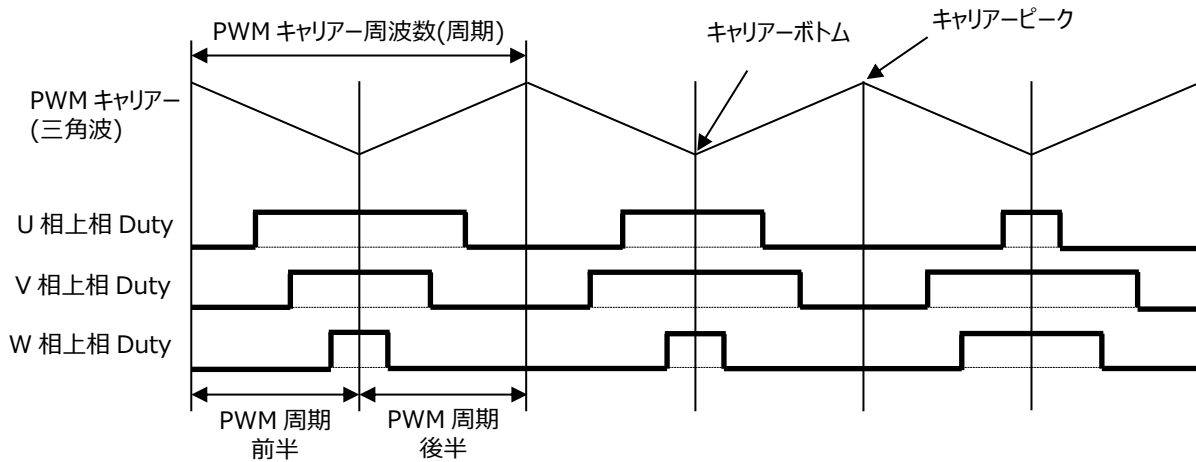 PWM キャリアー周波数(周期)
キャリアーボトム
キャリアーピーク
PWM キャリアー
(三角波)
U 相上相 Duty
V 相上相 Duty
W 相上相 Duty
PWM 周期
前半
PWM 周期
後半